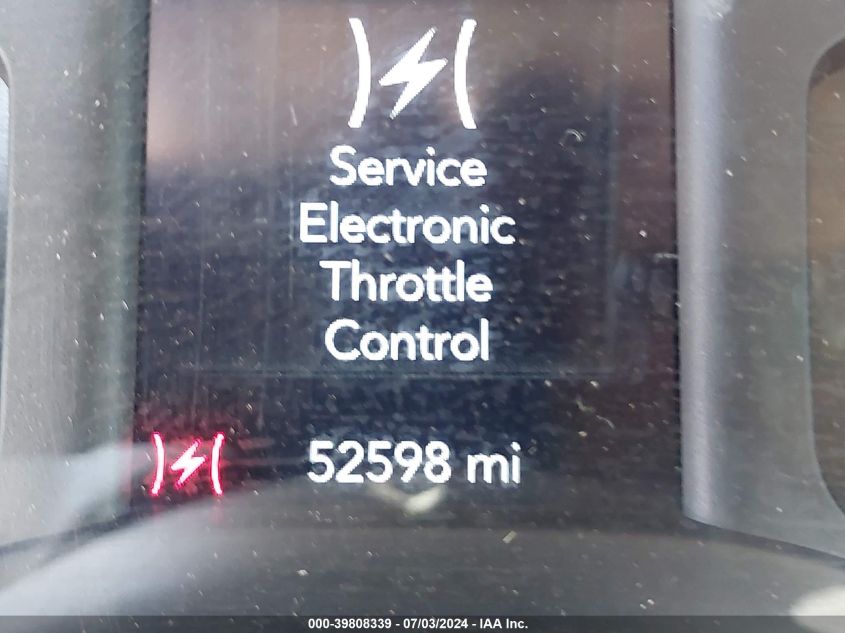 Service
Electronic
Throttle
Control
52598 mi
000-39808339 - 07/03/2024 - IAA Inc.